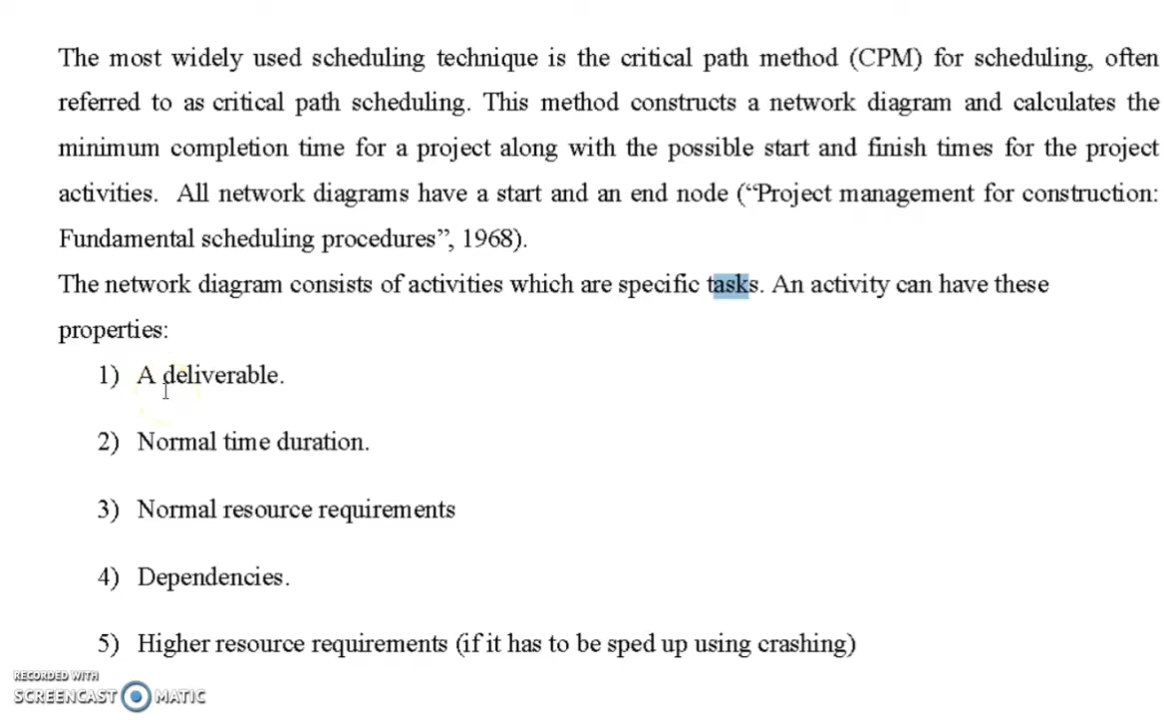 The most widely used scheduling technique is the critical path method (CPM) for scheduling, often
referred to as critical path scheduling. This method constructs a network diagram and calculates the
minimum completion time for a project along with the possible start and finish times for the project
activities.  All network diagrams have a start and an end node (“Project management for construction:
Fundamental scheduling procedures”, 1968).
The network diagram consists of activities which are specific tasks. An activity can have these
properties:
1) A deliverable.
2) Normal time duration.
3) Normal resource requirements
4) Dependencies.
5) Higher resource requirements (if it has to be sped up using crashing)
RECORDED WITH
SCREENCAST MATIC